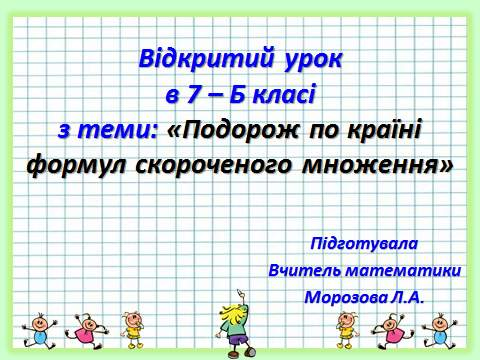 Відкритий урок
в 7 – Б класі
з теми: «Подорож по країні
формул скороченого множення»
Підготувала
Вчитель математики
Морозова Л.А.